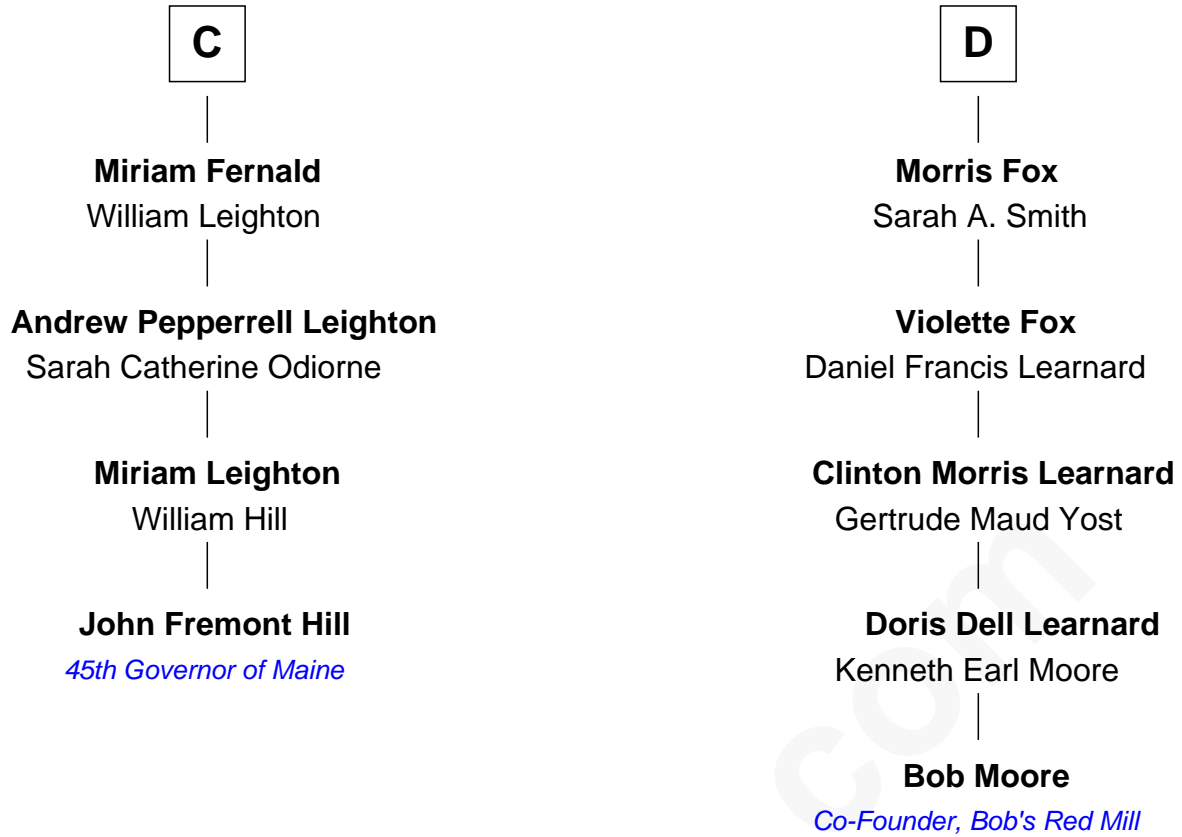 C
Miriam Fernald
William Leighton
Andrew Pepperrell Leighton
Sarah Catherine Odiorne
Miriam Leighton
William Hill
John Fremont Hill
45th Governor of Maine
D
Morris Fox
Sarah A. Smith
Violette Fox
Daniel Francis Learnard
Clinton Morris Learnard
Gertrude Maud Yost
Doris Dell Learnard
Kenneth Earl Moore
Bob Moore
Co-Founder, Bob's Red Mill
com